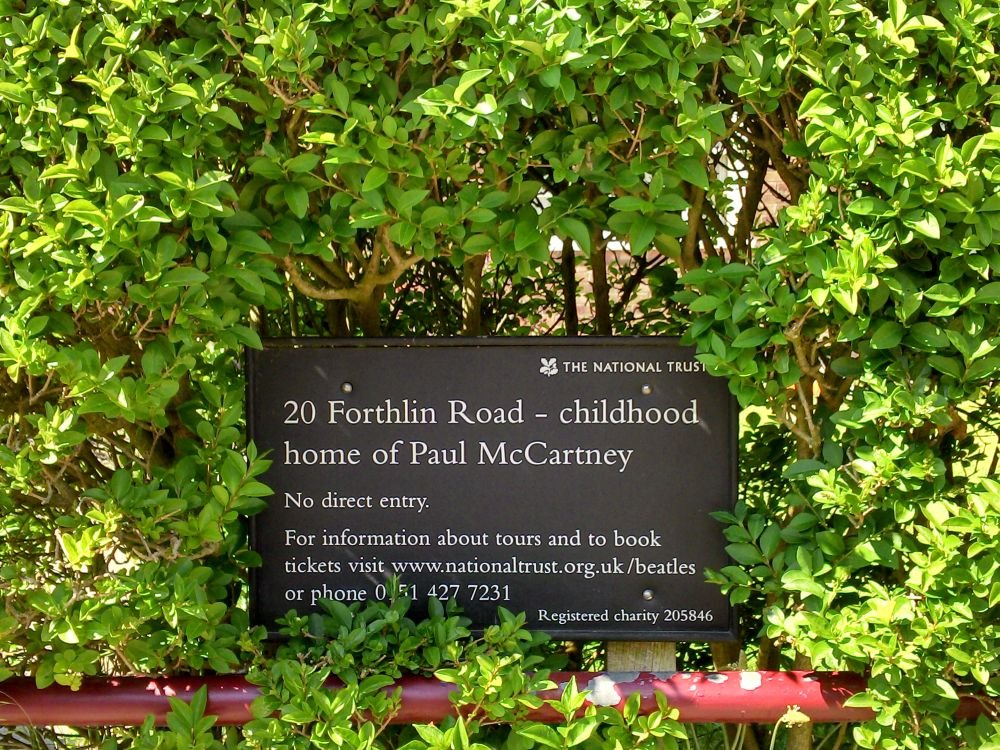 THE NATIONAL TRUST
20 Forthlin Road - childhood
home of Paul McCartney
No direct entry.
For information about tours and to book
tickets visit www.nationaltrust.org.uk/beatles
or phone 0151 427 7231
Registered charity 205846